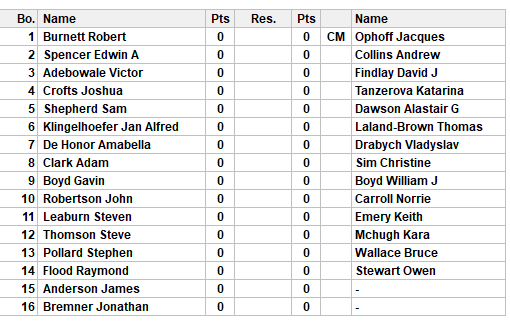 Bo. Name Pts Res. Pts Name
1 Burnett Robert 0 0 CM Ophoff Jacques
2 Spencer Edwin A 0 0 Collins Andrew
3 Adebowale Victor 0 0 Findlay David J
4 Crofts Joshua 0 0 Tanzerova Katarina
5 Shepherd Sam 0 0 Dawson Alastair G
6 Klingelhoefer Jan Alfred 0 0 Laland-Brown Thomas
7 De Honor Amabella 0 0 Drabych Vladyslav
8 Clark Adam 0 0 Sim Christine
9 Boyd Gavin 0 0 Boyd William J
10 Robertson John 0 0 Carroll Norrie
11 Leaburn Steven 0 0 Emery Keith
12 Thomson Steve 0 0 Mchugh Kara
13 Pollard Stephen 0 0 Wallace Bruce
14 Flood Raymond 0 0 Stewart Owen
15 Anderson James 0 0 -
16 Bremner Jonathan 0 0 -